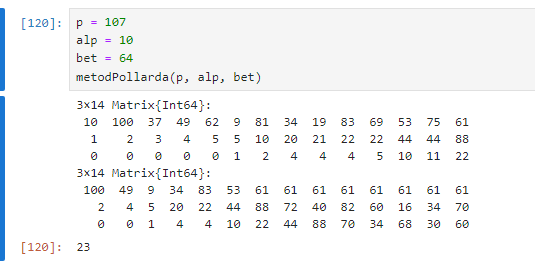 [120]: p = 107
alp = 10
bet = 64
metodPollarda(p, alp, bet)
3×14 Matrix{Int64}:
10 100 37 49 62 9 81 34 19 83 69 53 75 61
1 2 3 4 5 5 10 20 21 22 22 44 44 88
0 0 0 0 0 1 2 4 4 4 5 10 11 22
3×14 Matrix{Int64}:
100 49 9 34 83 53 61 61 61 61 61 61 61 61
2 4 5 20 22 44 88 72 40 82 60 16 34 70
0 0 1 4 4 10 22 44 88 70 34 68 30 60
[120]: 23